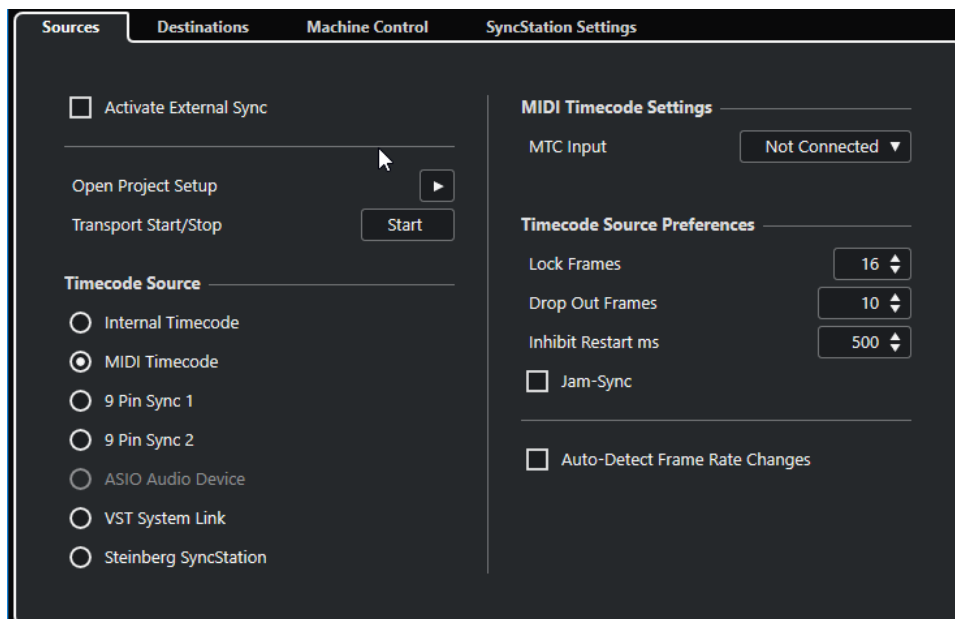 Sources Destinations Machine Control SyncStation Settings
Activate External Sync
Open Project Setup
Transport Start/Stop Start
Timecode Source
Internal Timecode
MIDI Timecode
9 Pin Sync 1
9 Pin Sync 2
ASIO Audio Device
VST System Link
Steinberg SyncStation
MIDI Timecode Settings
MTC Input Not Connected
Timecode Source Preferences
Lock Frames 16
Drop Out Frames 10
Inhibit Restart ms 500
Jam-Sync
Auto-Detect Frame Rate Changes